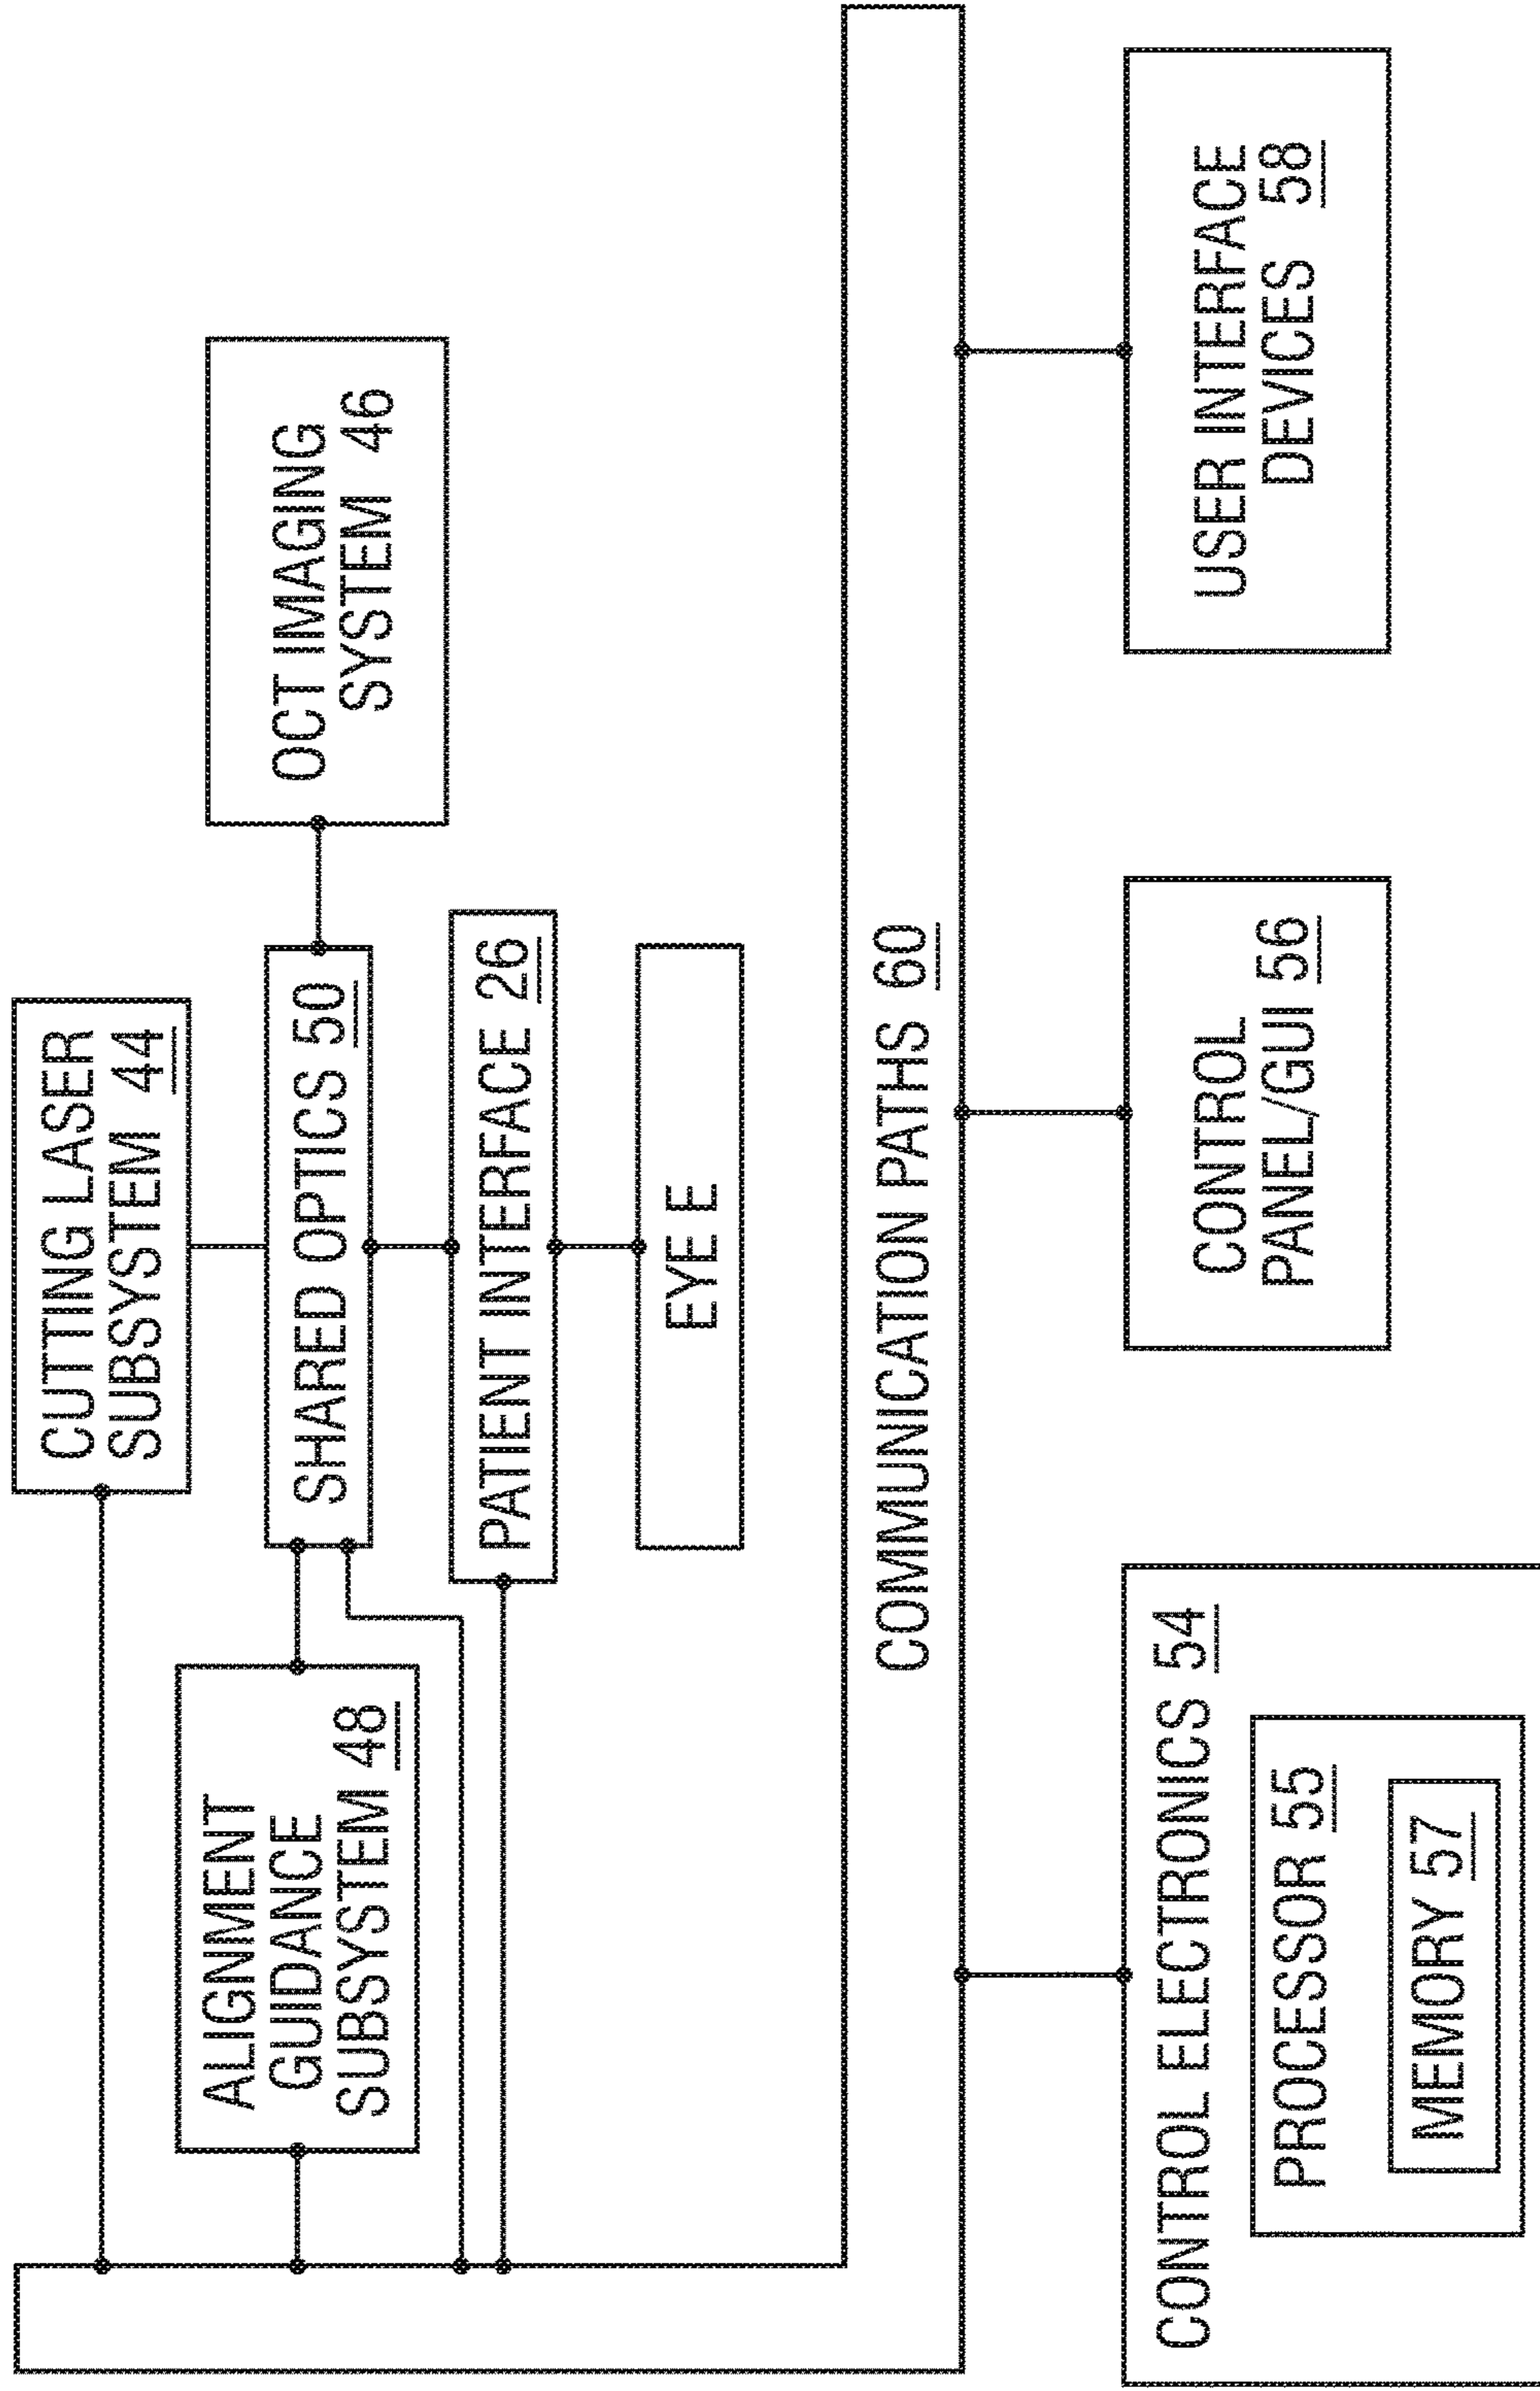 CUTTING LASER
SUBSYSTEM 44
ALIGNMENT
GUIDANCE
SUBSYSTEM 48
SHARED OPTICS 50
OCT IMAGING
SYSTEM 46
PATIENT INTERFACE 26
EYE E
COMMUNICATION PATHS 60
CONTROL ELECTRONICS 54
PROCESSOR 55
MEMORY 57
CONTROL
PANEL/GUI 56
USER INTERFACE
DEVICES 58